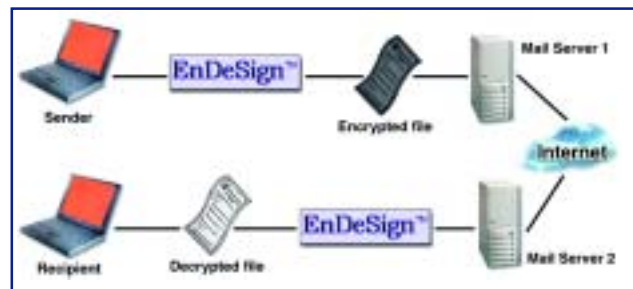 EnDeSign™
Mail Server 1
Sender
Encrypted file
Internet
EnDeSign™
Recipient
Decrypted file
Mail Server 2